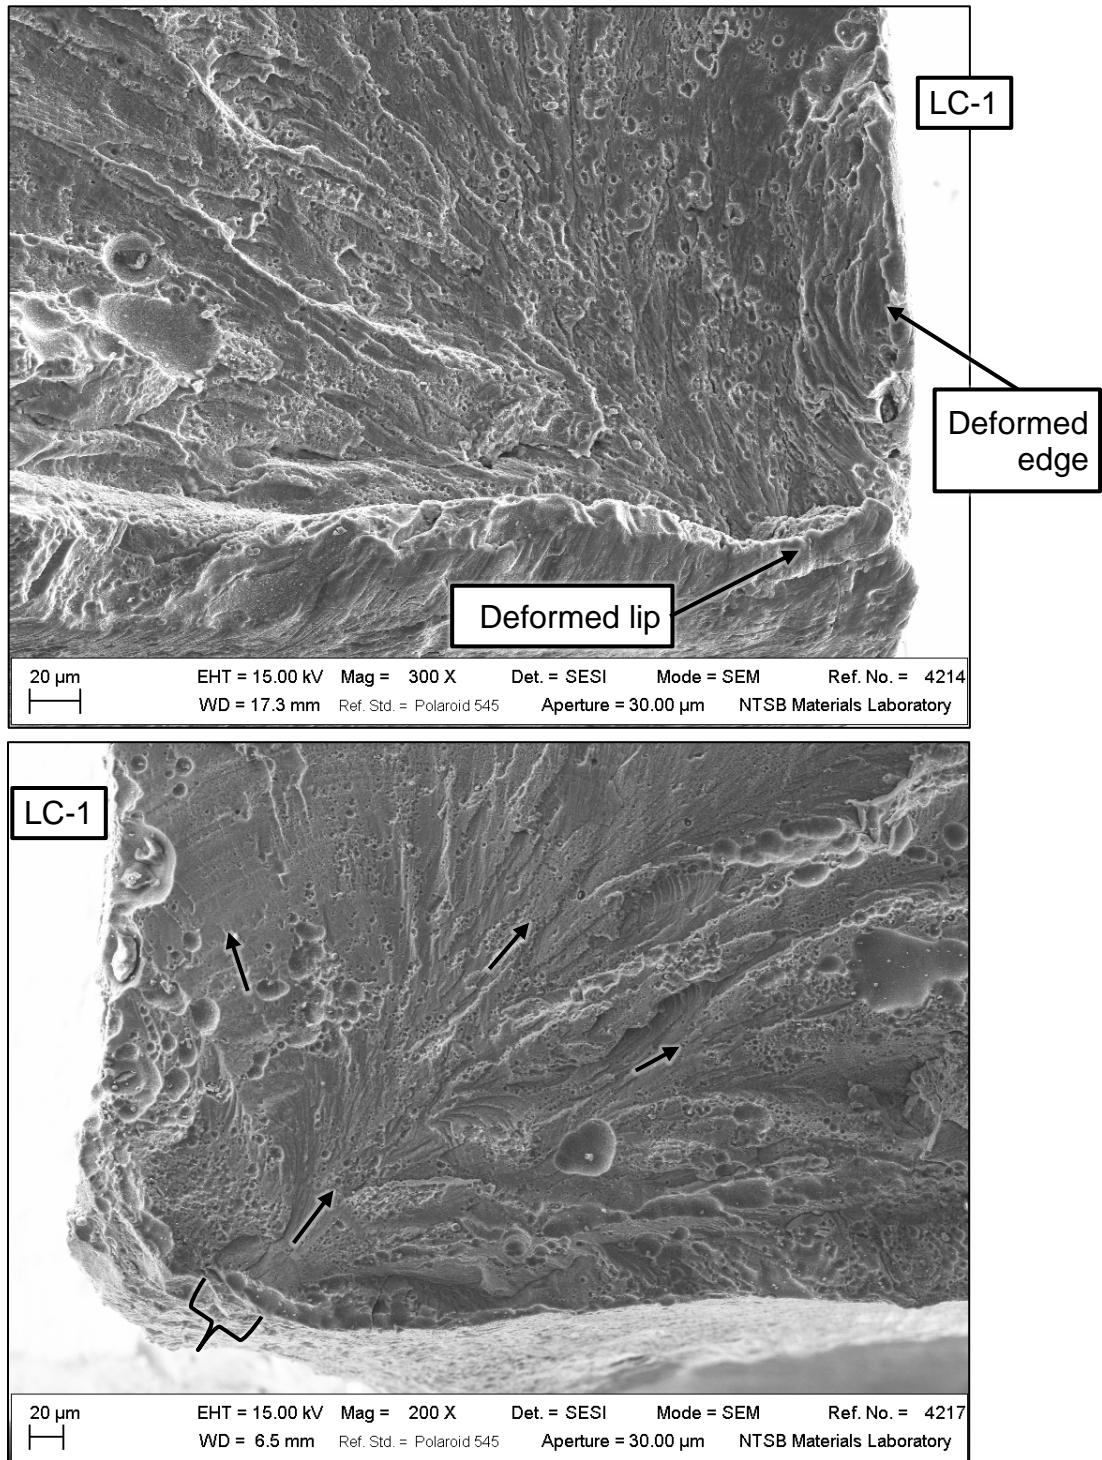 LC-1
Deformed
edge
Deformed lip
20 µm EHT = 15.00 kV Mag = 300 X Det. = SESI Mode = SEM Ref. No. = 4214
WD = 17.3 mm Ref. Std. = Polaroid 545 Aperture = 30.00 µm NTSB Materials Laboratory
LC-1
20 µm EHT = 15.00 kV Mag = 200 X Det. = SESI Mode = SEM Ref. No. = 4217
WD = 6.5 mm Ref. Std. = Polaroid 545 Aperture = 30.00 µm NTSB Materials Laboratory